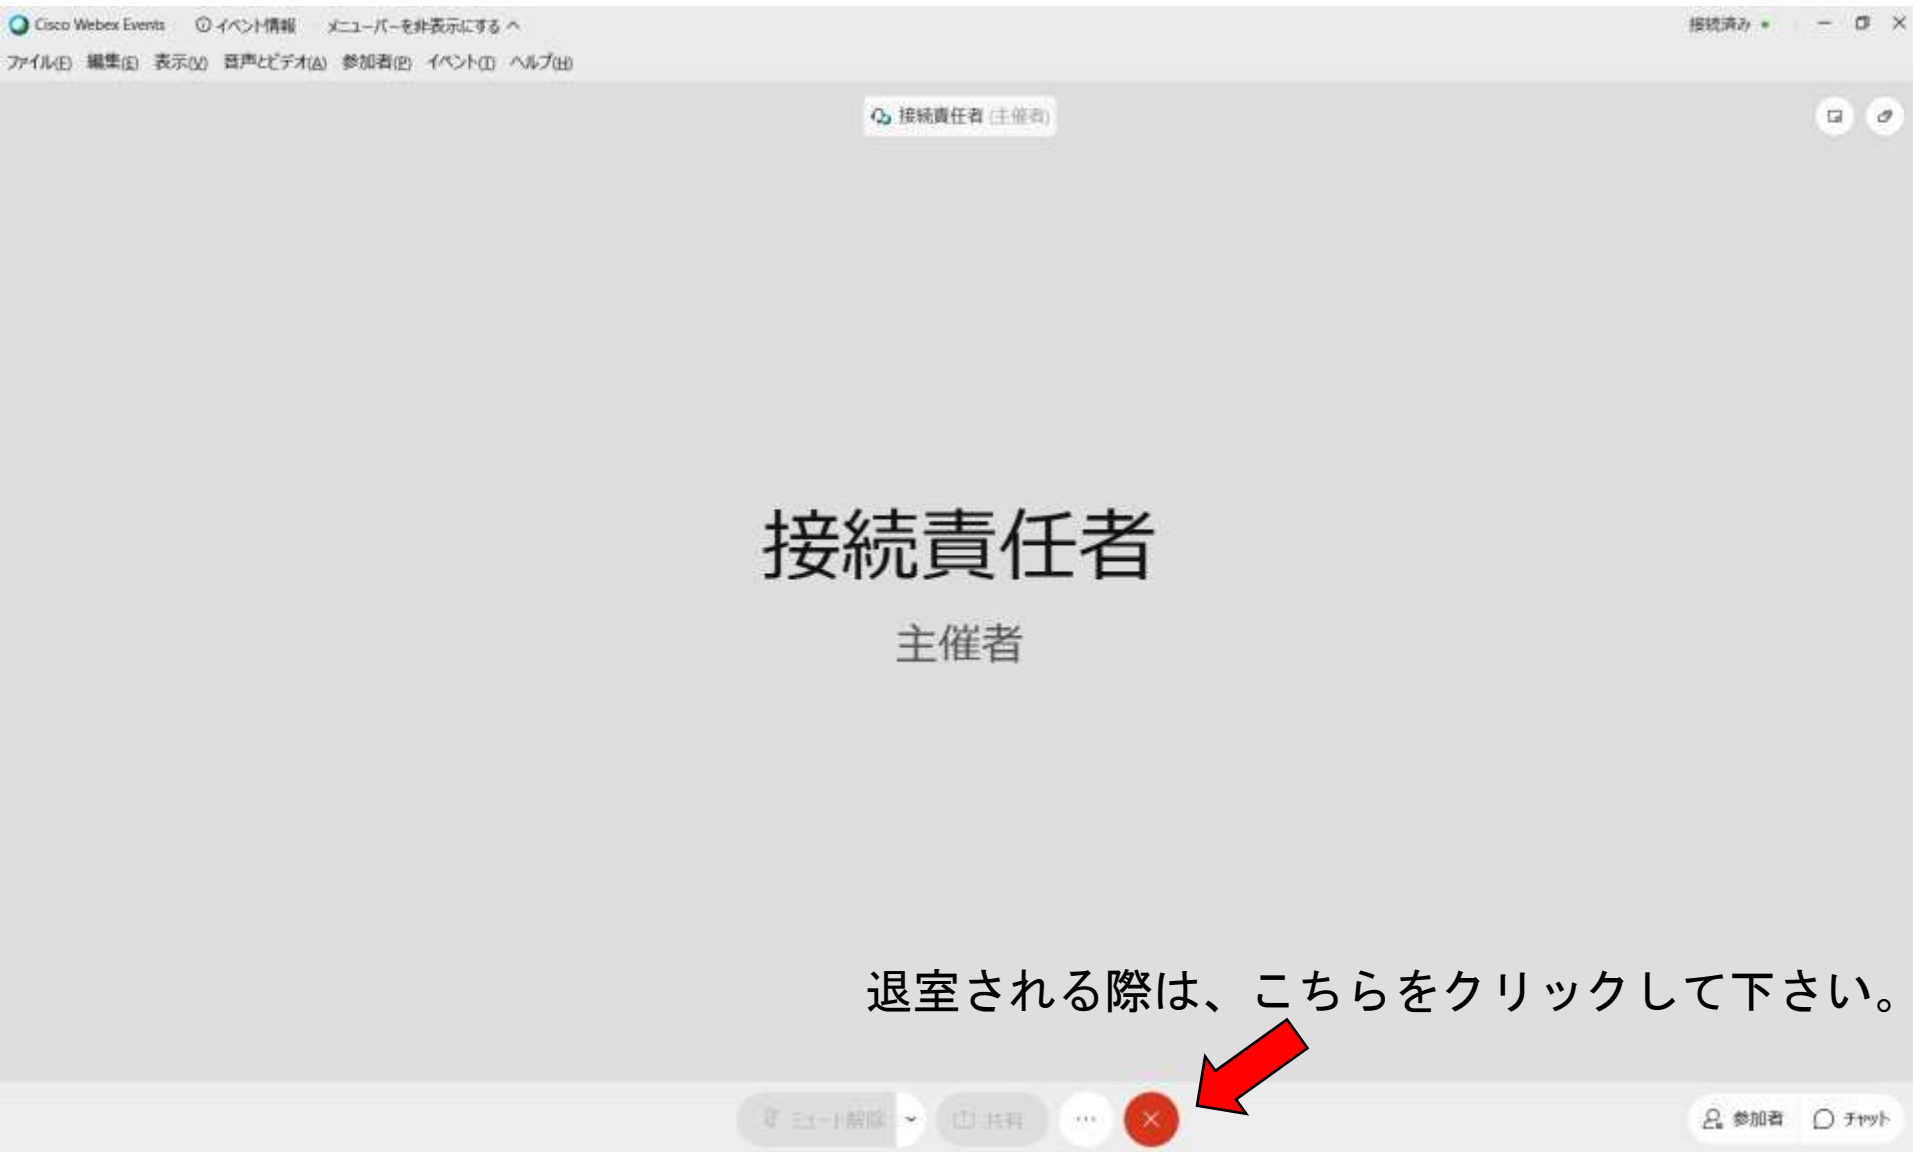 Cisco Webex Events イベント情報 メニューバーを非表示にする 接続済み
ファイル(F) 編集(E) 表示(V) 音声とビデオ(A) 参加者(P) イベント(T) ヘルプ(H)
接続責任者 (主催者)
接続責任者
主催者
退室される際は、こちらをクリックして下さい。
ミュート解除 共有 参加者 チャット